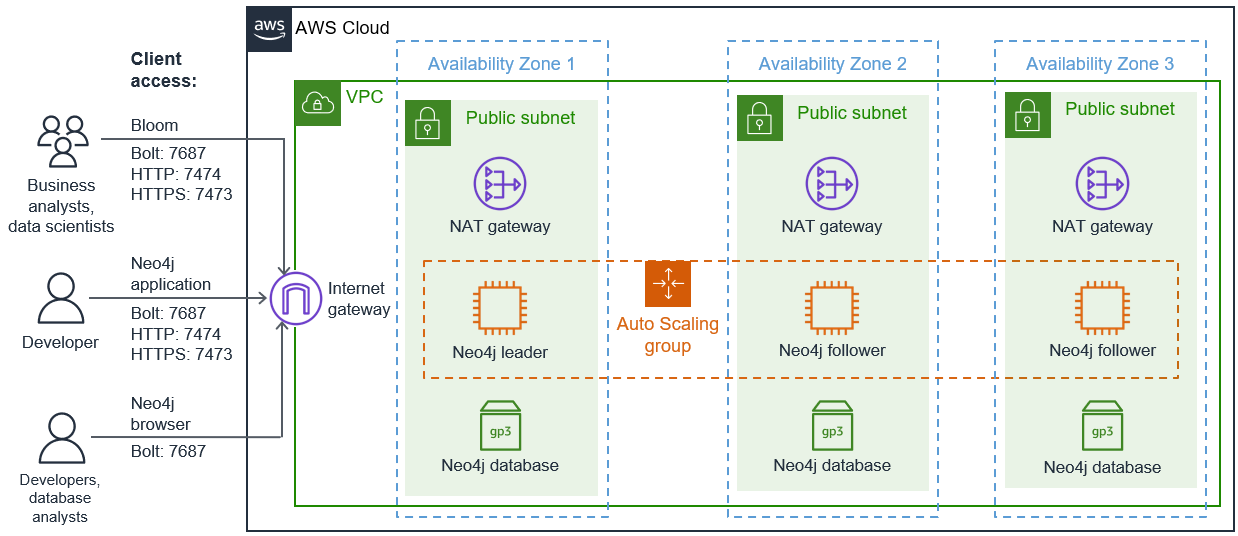 aws
AWS Cloud
Client
access:
Bloom
Bolt: 7687
HTTP: 7474
HTTPS: 7473
Business
analysts,
data scientists
Neo4j
application
Bolt: 7687
HTTP: 7474
HTTPS: 7473
Developer
Neo4j
browser
Bolt: 7687
Developers,
database
analysts
Internet
gateway
VPC
Availability Zone 1
Public subnet
NAT gateway
Neo4j leader
gp3
Neo4j database
Auto Scaling
group
Availability Zone 2
Public subnet
NAT gateway
Neo4j follower
gp3
Neo4j database
Availability Zone 3
Public subnet
NAT gateway
Neo4j follower
gp3
Neo4j database